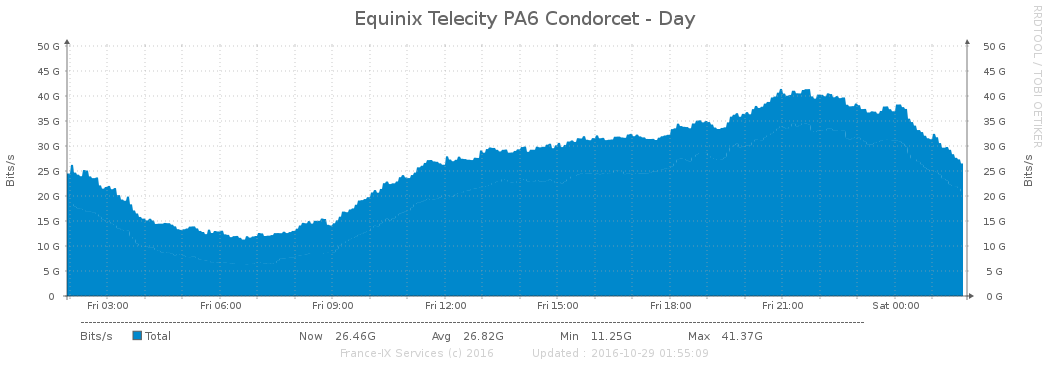 Equinix Telecity PA6 Condorcet - Day
RRDTOOL / TOBI OETIKER
50 G 50 G
45 G 45 G
40 G 40 G
35 G 35 G
30 G 30 G
25 G 25 G
20 G 20 G
15 G 15 G
10 G 10 G
5 G 5 G
0 0 G
Bits/s
Bits/s
Fri 03:00 Fri 06:00 Fri 09:00 Fri 12:00 Fri 15:00 Fri 18:00 Fri 21:00 Sat 00:00
Bits/s Total Now 26.46G Avg 26.82G Min 11.25G Max 41.37G
France-IX Services (c) 2016 Updated : 2016-10-29 01:55:09